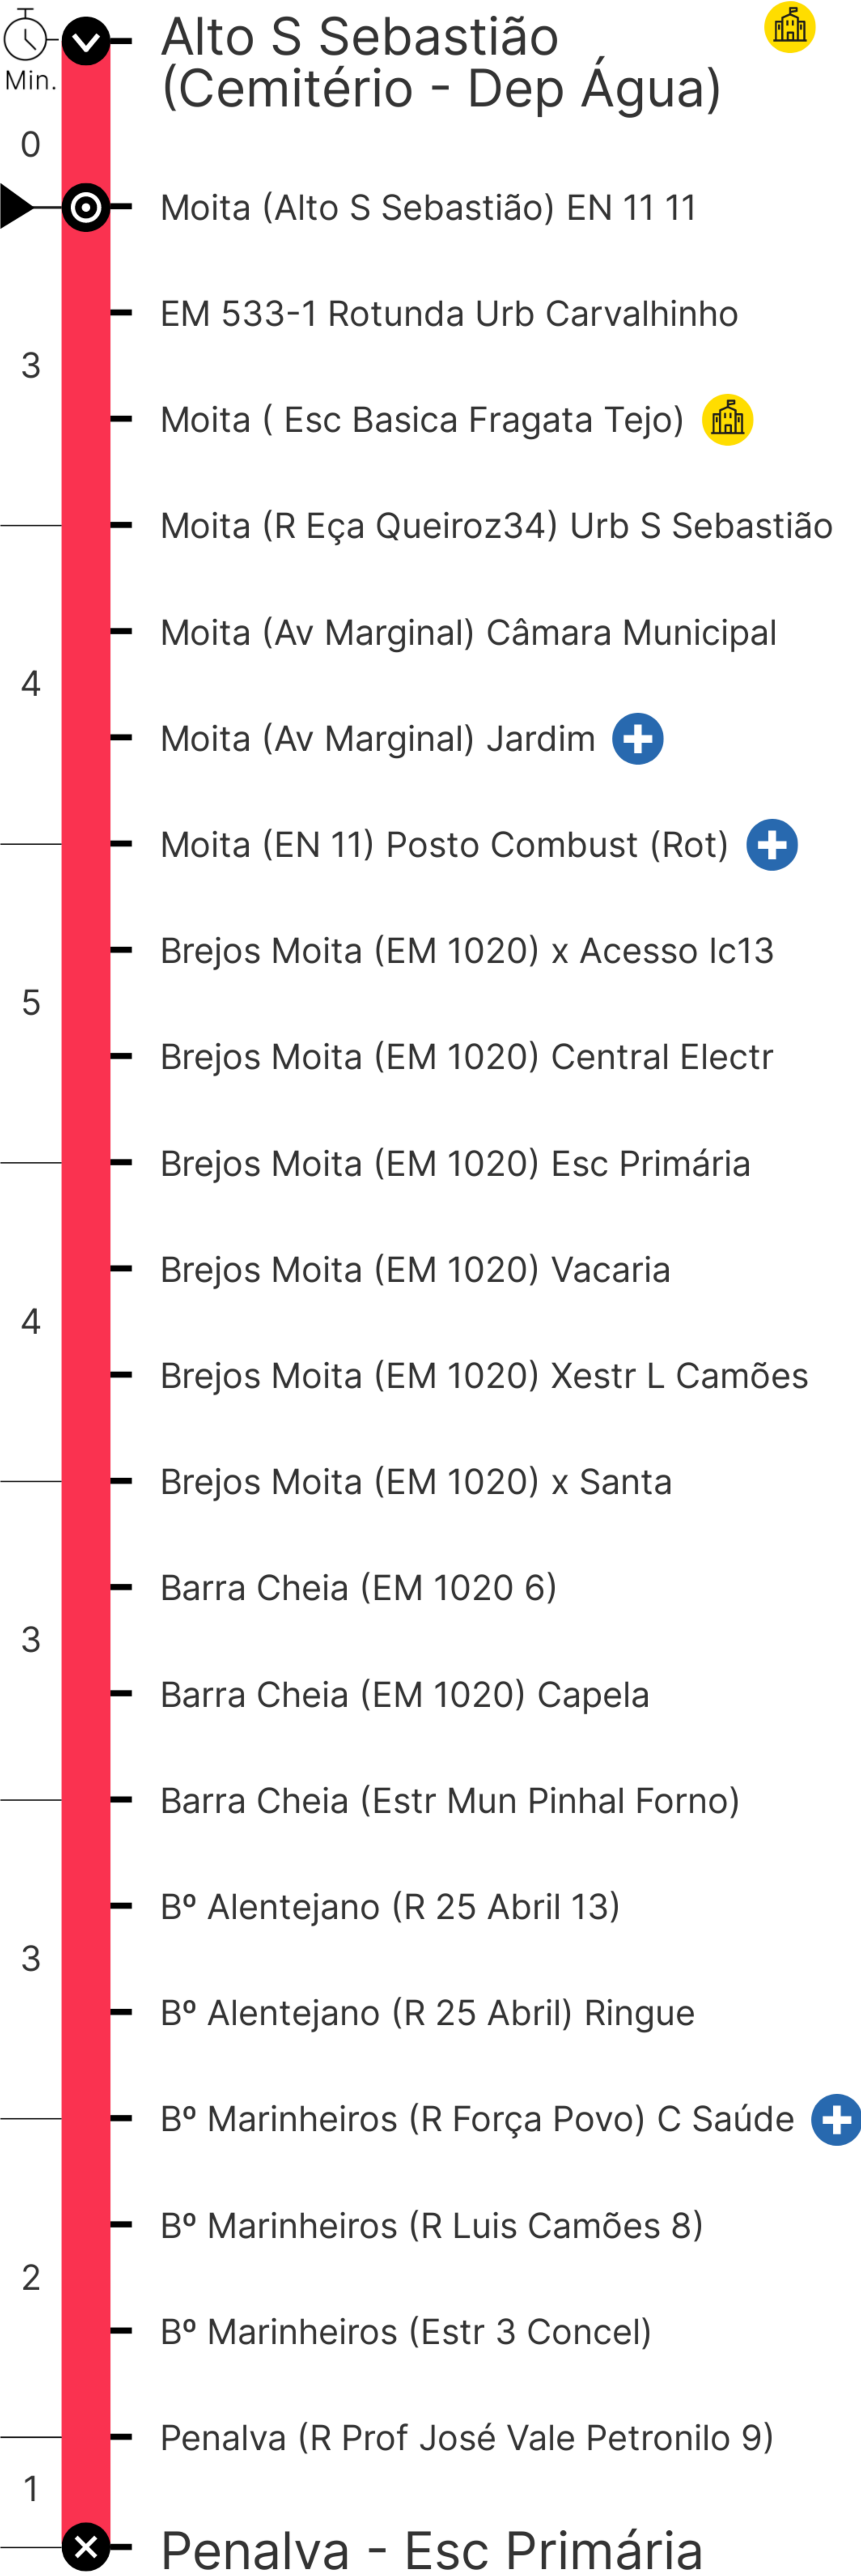 Alto S Sebastião
(Cemitério - Dep Água)
Min.
0
Moita (Alto S Sebastião) EN 11 11
EM 533-1 Rotunda Urb Carvalhinho
3
Moita ( Esc Basica Fragata Tejo)
Moita (R Eça Queiroz34) Urb S Sebastião
Moita (Av Marginal) Câmara Municipal
4
Moita (Av Marginal) Jardim
Moita (EN 11) Posto Combust (Rot)
Brejos Moita (EM 1020) x Acesso Ic13
5
Brejos Moita (EM 1020) Central Electr
Brejos Moita (EM 1020) Esc Primária
Brejos Moita (EM 1020) Vacaria
4
Brejos Moita (EM 1020) Xestr L Camões
Brejos Moita (EM 1020) x Santa
Barra Cheia (EM 1020 6)
3
Barra Cheia (EM 1020) Capela
Barra Cheia (Estr Mun Pinhal Forno)
Bº Alentejano (R 25 Abril 13)
3
Bº Alentejano (R 25 Abril) Ringue
Bº Marinheiros (R Força Povo) C Saúde
Bº Marinheiros (R Luis Camões 8)
2
Bº Marinheiros (Estr 3 Concel)
Penalva (R Prof José Vale Petronilo 9)
1
Penalva - Esc Primária